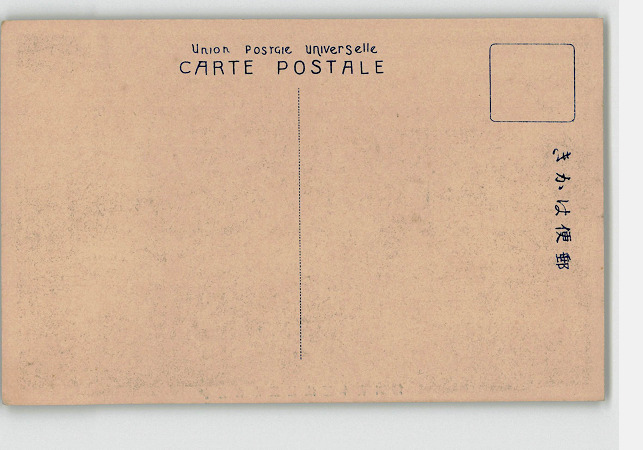 Union Postale Universelle
CARTE POSTALE
郵便はかき